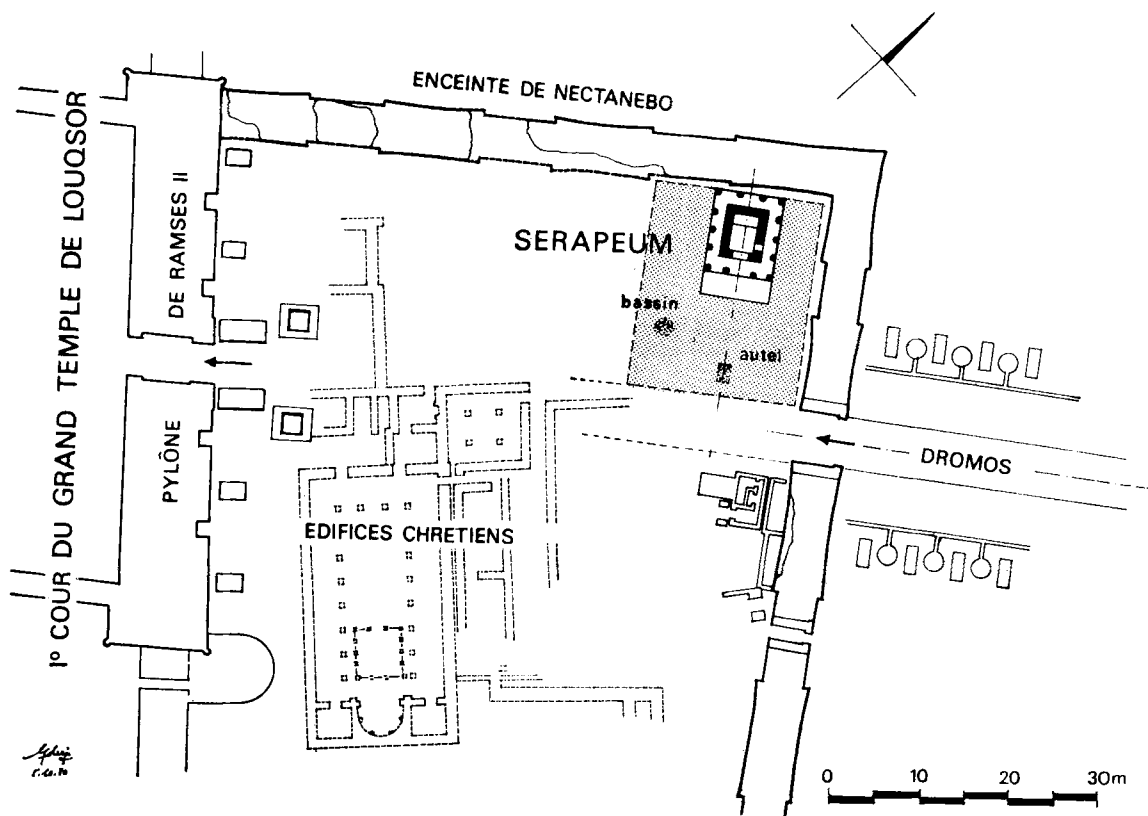 ENCEINTE DE NECTANEBO
1º COUR DU GRAND TEMPLE DE LOUQSOR
PYLÔNE DE RAMSES II
SERAPEUM
bassin
autel
DROMOS
EDIFICES CHRETIENS
0 10 20 30m